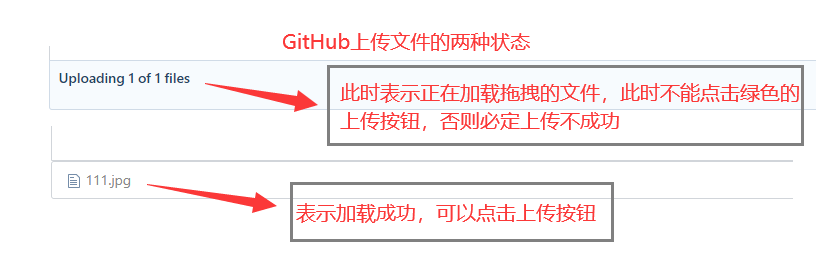 GitHub上传文件的两种状态
Uploading 1 of 1 files
此时表示正在加载拖拽的文件，此时不能点击绿色的
上传按钮，否则必定上传不成功
111.jpg
表示加载成功，可以点击上传按钮